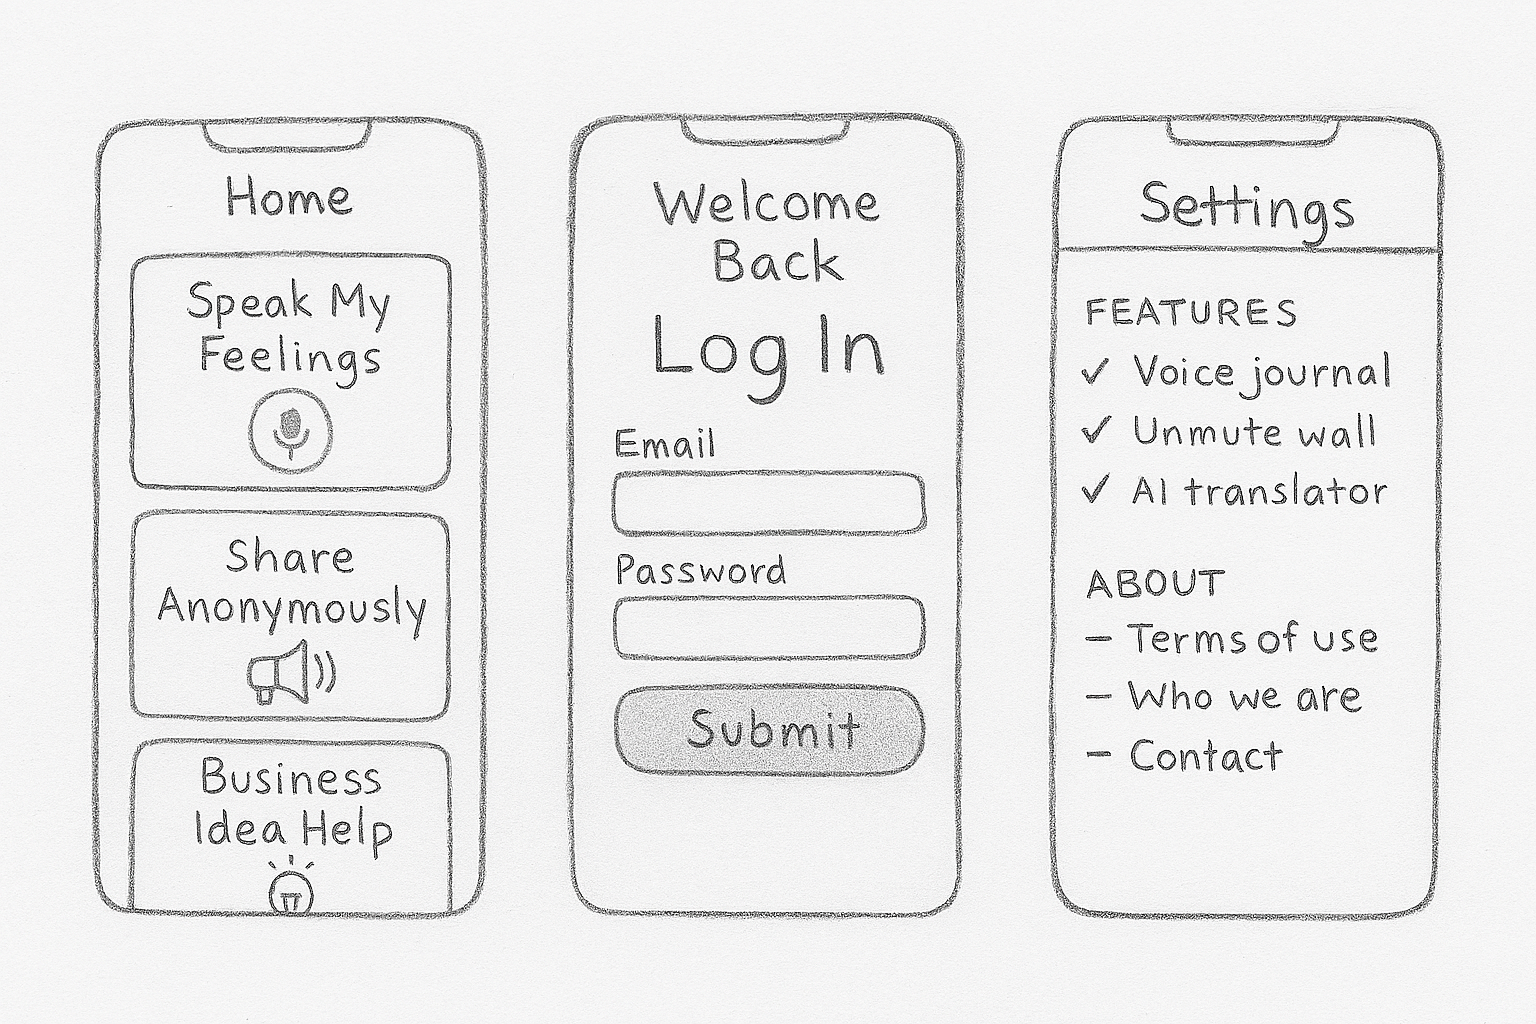 Home
Speak My
Feelings
Share
Anonymously
Business
Idea Help
Welcome
Back
Log In
Email
Password
Submit
Settings
FEATURES
✓ Voice journal
✓ Unmute wall
✓ AI translator
ABOUT
– Terms of use
– Who we are
– Contact